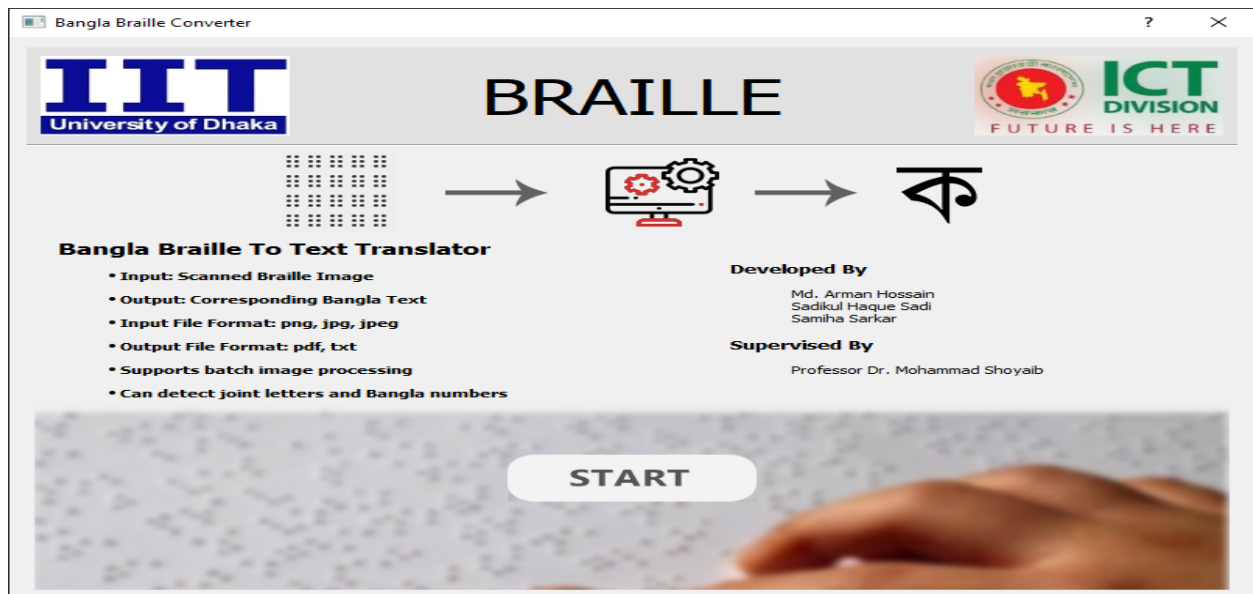 Bangla Braille Converter
IIT
University of Dhaka
BRAILLE
ICT
DIVISION
FUTURE IS HERE
ক
Bangla Braille To Text Translator
• Input: Scanned Braille Image
• Output: Corresponding Bangla Text
• Input File Format: png, jpg, jpeg
• Output File Format: pdf, txt
• Supports batch image processing
• Can detect joint letters and Bangla numbers
Developed By
Md. Arman Hossain
Sadikul Haque Sadi
Samiha Sarkar
Supervised By
Professor Dr. Mohammad Shoyaib
START